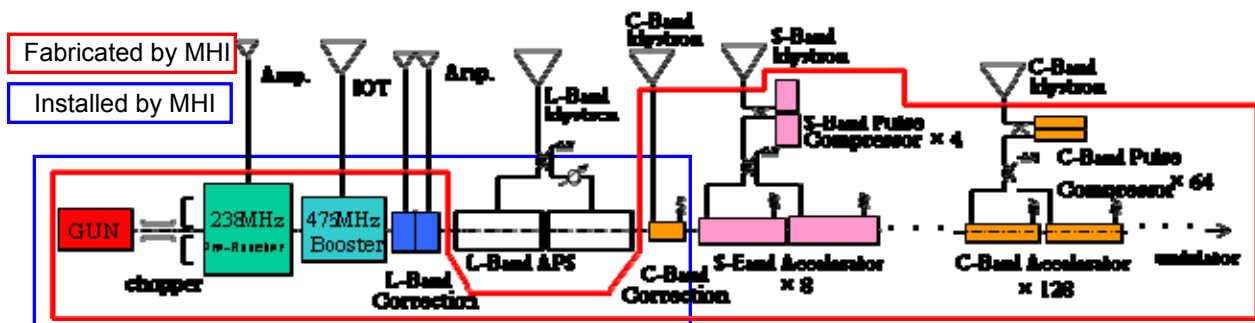 Fabricated by MHI
Installed by MHI
Amp.
IOT
Amp.
L-Band
klystron
C-Band
klystron
S-Band
klystron
S-Band Pulse
Compressor × 4
C-Band
klystron
C-Band Pulse
Compressor × 64
GUN
chopper
238MHz
Pre-Booster
476MHz
Booster
L-Band
Correction
L-Band APS
C-Band
Correction
S-Band Accelerator
× 8
C-Band Accelerator
× 128
undulator